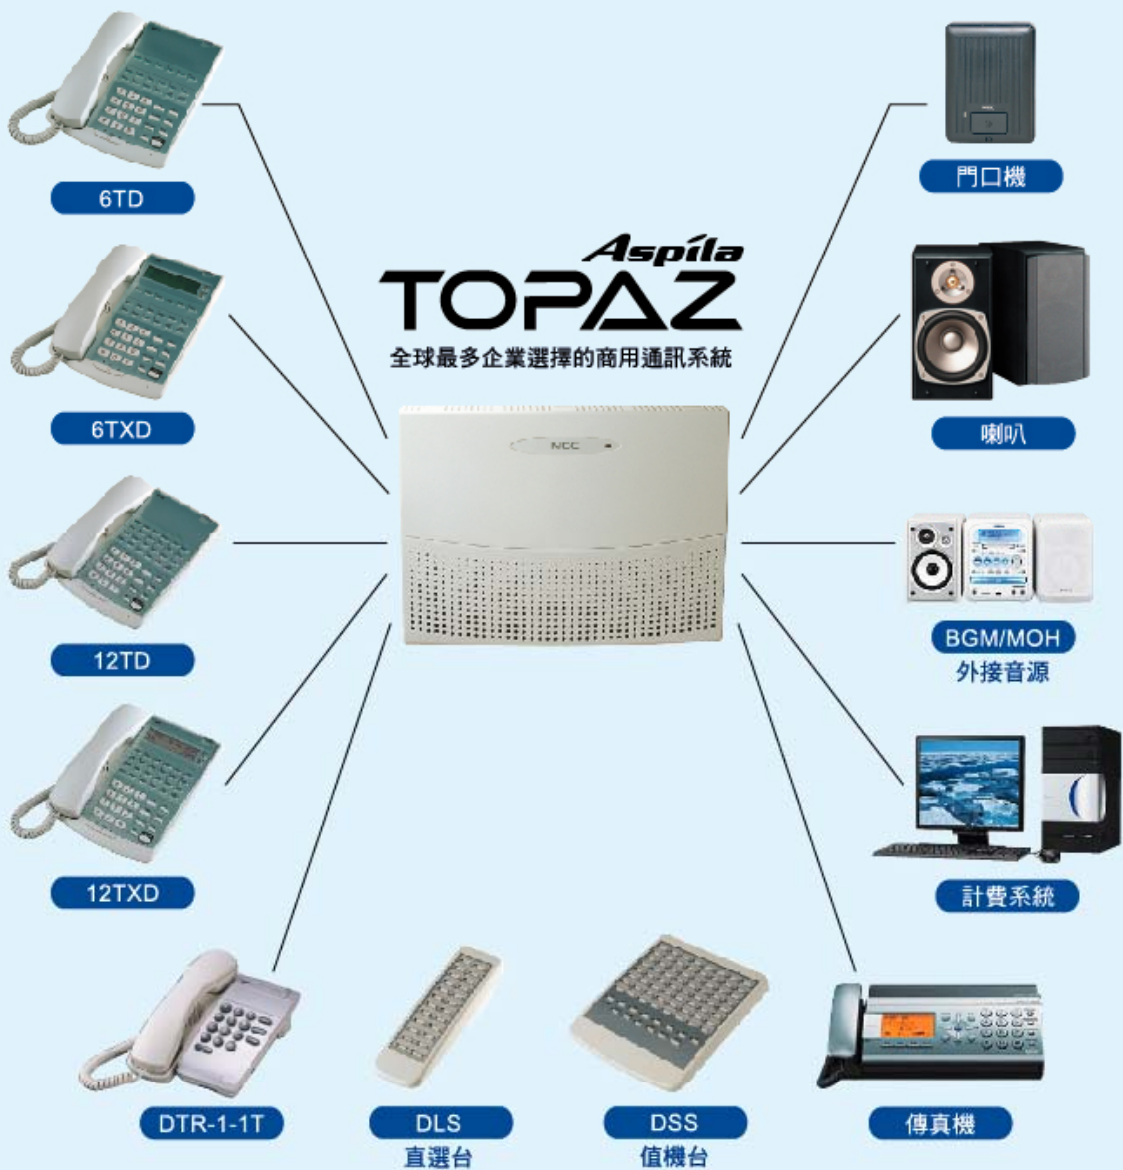 6TD
門口機
Aspila
TOPAZ
全球最多企業選擇的商用通訊系統
6TXD
喇叭
NEC
12TD
BGM/MOH
外接音源
12TXD
計費系統
DTR-1-1T
DLS
直選台
DSS
值機台
傳真機